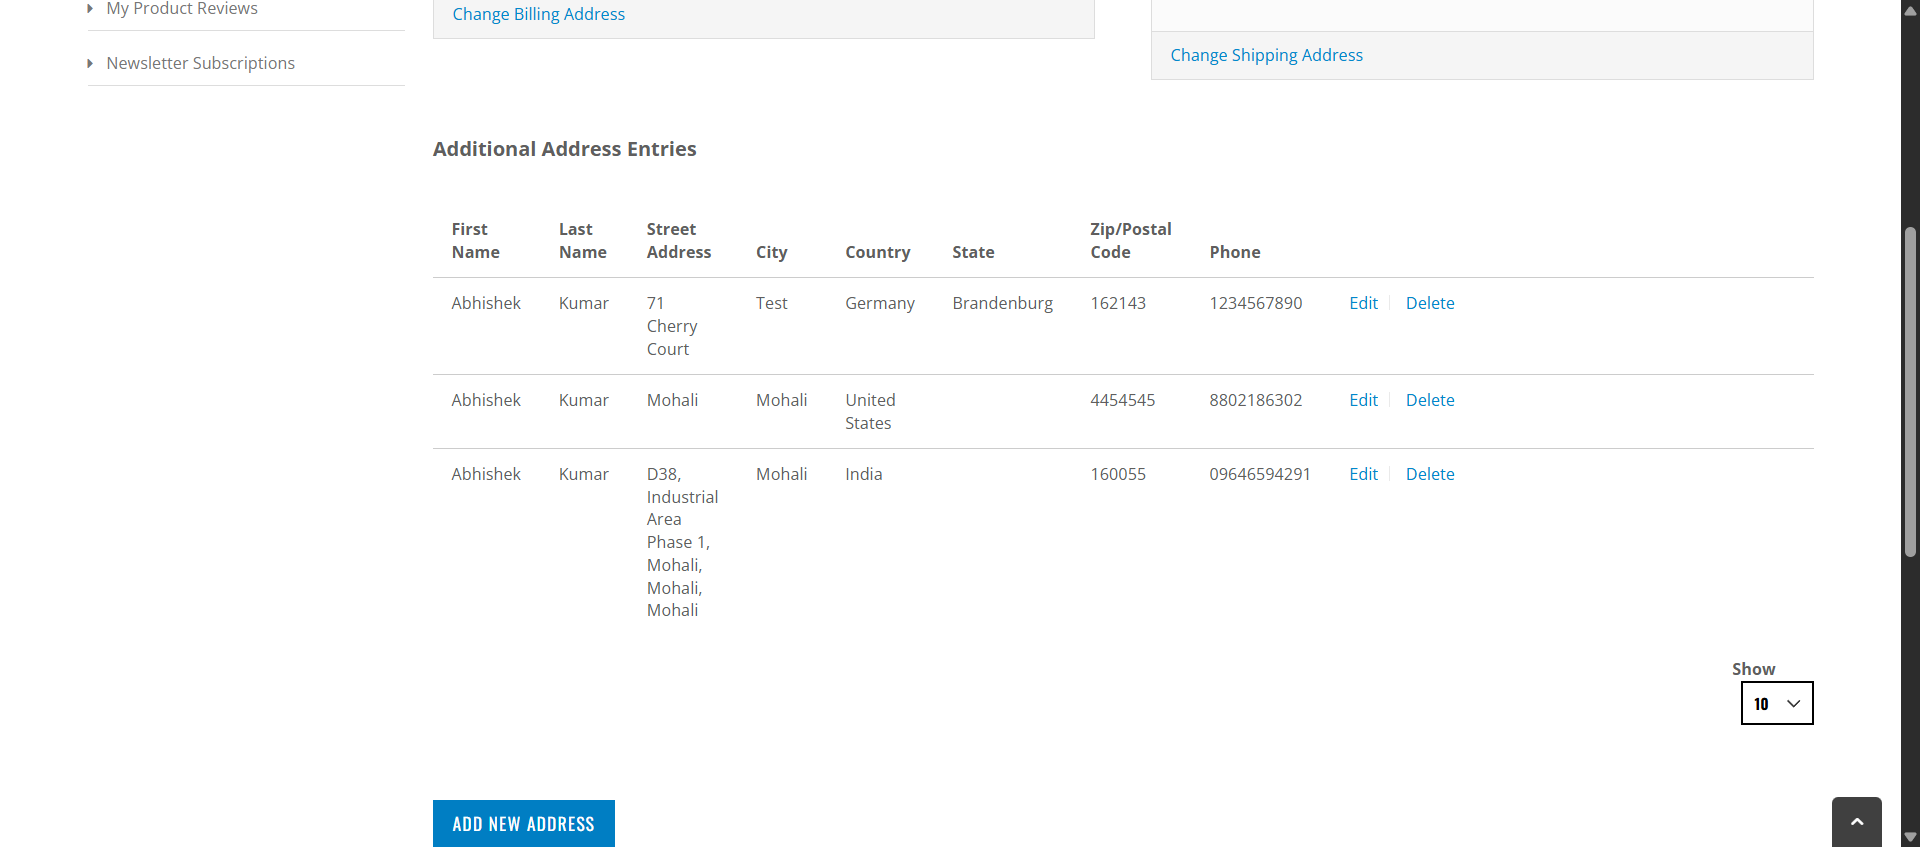 My Product Reviews
Newsletter Subscriptions
Change Billing Address
Change Shipping Address
Additional Address Entries
First Name Last Name Street Address City Country State Zip/Postal Code Phone
Abhishek Kumar 71 Cherry Court Test Germany Brandenburg 162143 1234567890 Edit Delete
Abhishek Kumar Mohali Mohali United States 4454545 8802186302 Edit Delete
Abhishek Kumar D38, Industrial Area Phase 1, Mohali, Mohali, Mohali Mohali India 160055 09646594291 Edit Delete
Show
10
ADD NEW ADDRESS